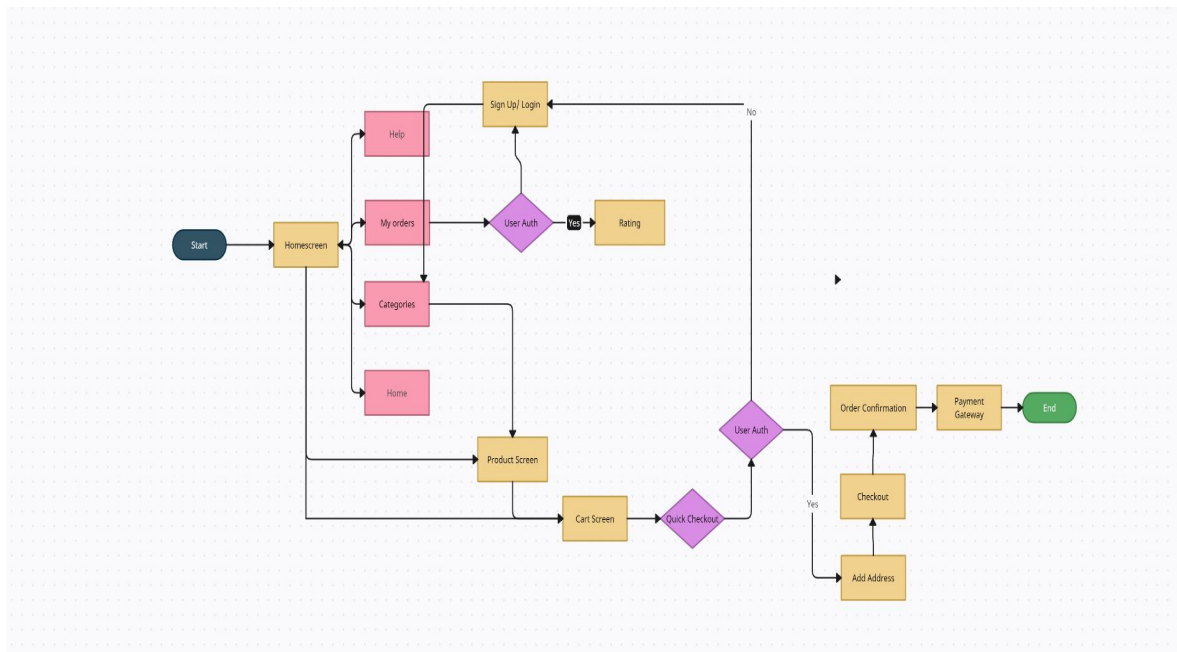 Sign Up/ Login
No
Help
My orders
User Auth
Yes
Rating
Start
Homescreen
Categories
Home
Order Confirmation
Payment
Gateway
End
User Auth
Product Screen
Checkout
Yes
Cart Screen
Quick Checkout
Add Address